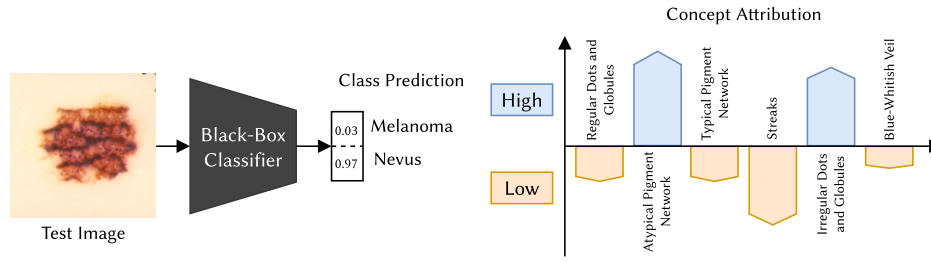 Test Image
Black-Box
Classifier
Class Prediction
0.03
Melanoma
0.97
Nevus
Concept Attribution
High
Low
Regular Dots and
Globules
Atypical Pigment
Network
Typical Pigment
Network
Streaks
Irregular Dots
and Globules
Blue-Whitish Veil